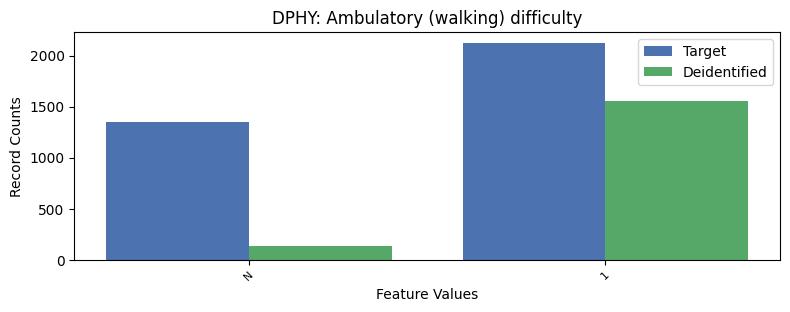 DPHY: Ambulatory (walking) difficulty
Target
Deidentified
Record Counts
2000
1500
1000
500
0
N
1
Feature Values